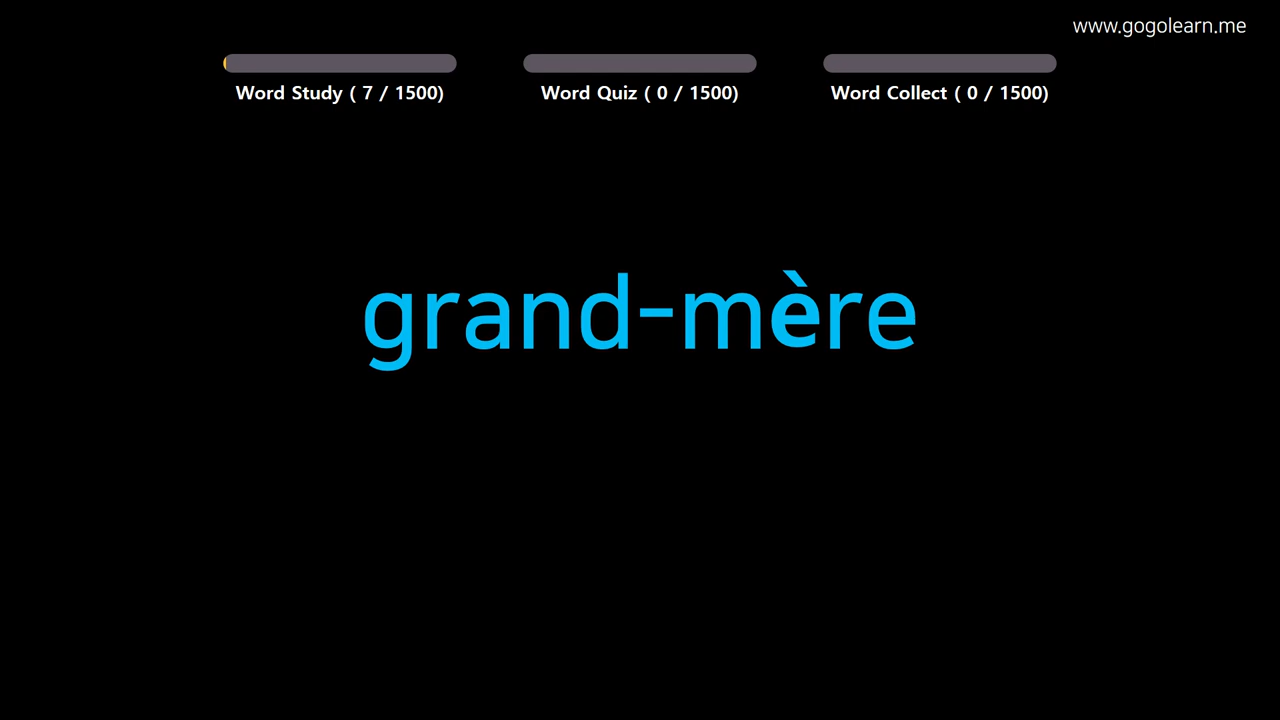 www.gogolearn.me
Word Study ( 7 / 1500)
Word Quiz ( 0 / 1500)
Word Collect ( 0 / 1500)
grand-mère